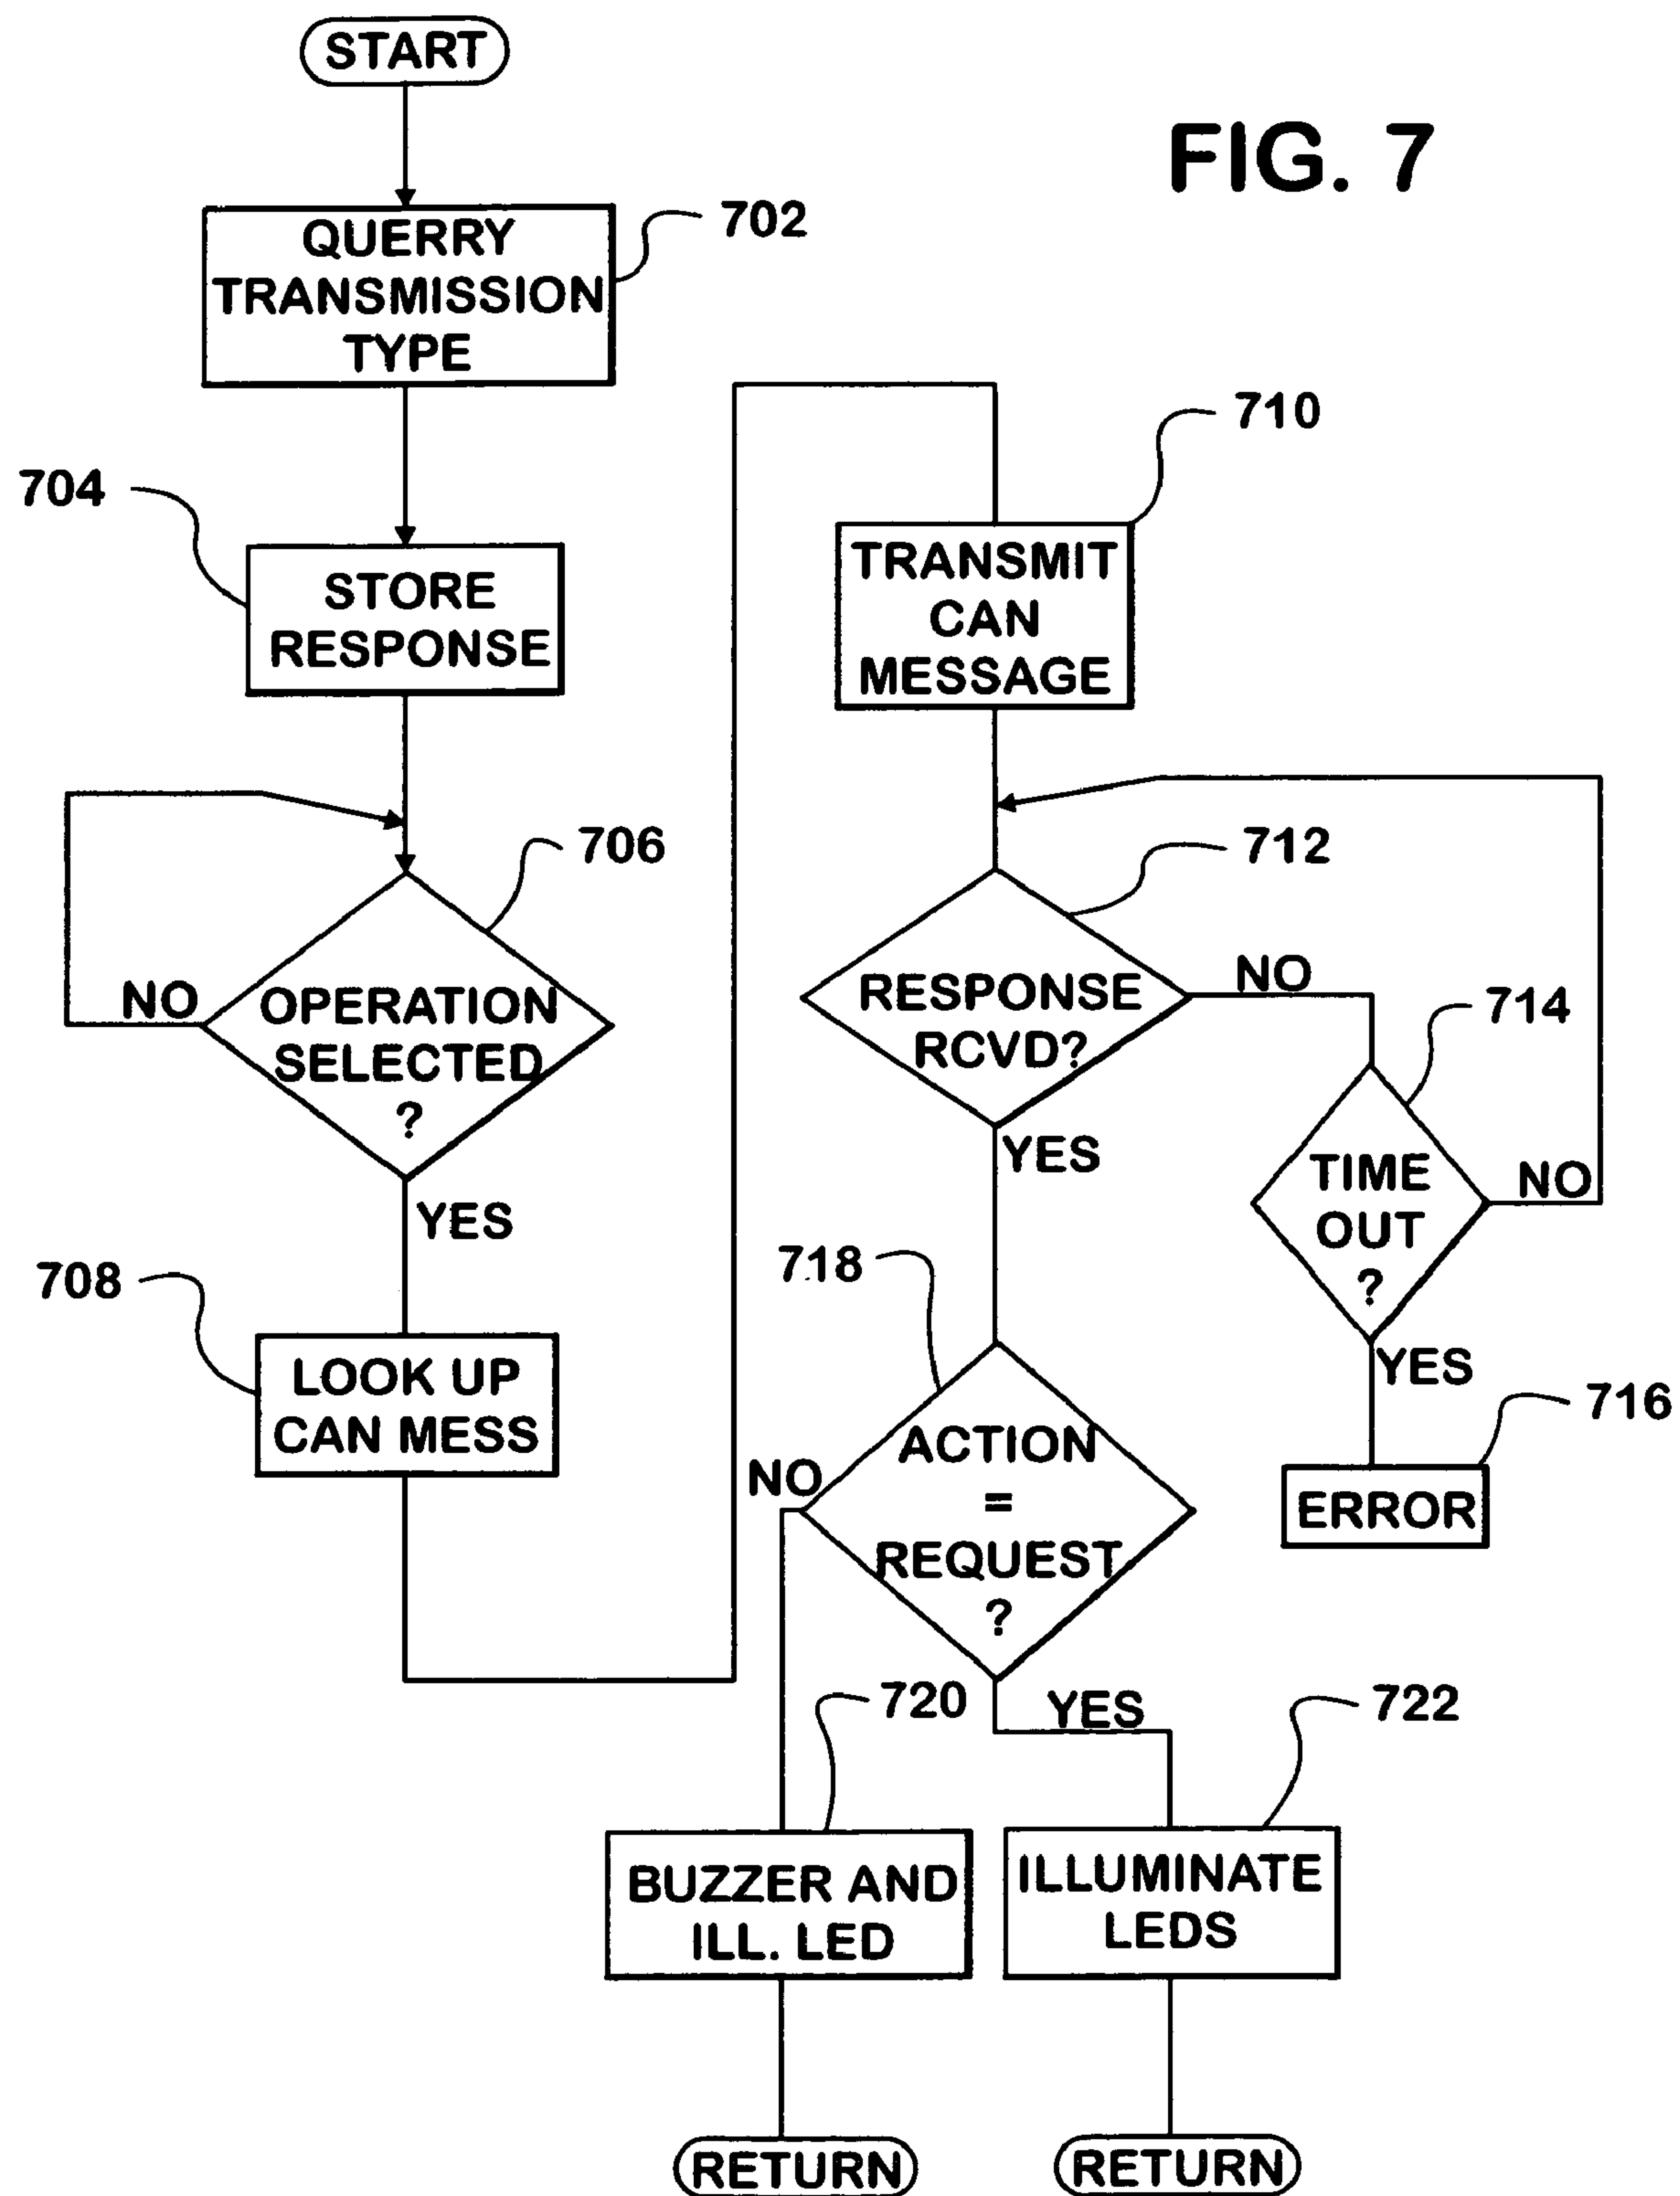 START
FIG. 7
QUERRY
TRANSMISSION
TYPE
702
704
STORE
RESPONSE
706
NO
OPERATION
SELECTED
?
YES
708
LOOK UP
CAN MESS
710
TRANSMIT
CAN
MESSAGE
712
RESPONSE
RCVD?
NO
YES
714
TIME
OUT
?
NO
YES
716
ERROR
718
ACTION
=
REQUEST
?
NO
YES
720
BUZZER AND
ILL. LED
722
ILLUMINATE
LEDS
RETURN
RETURN